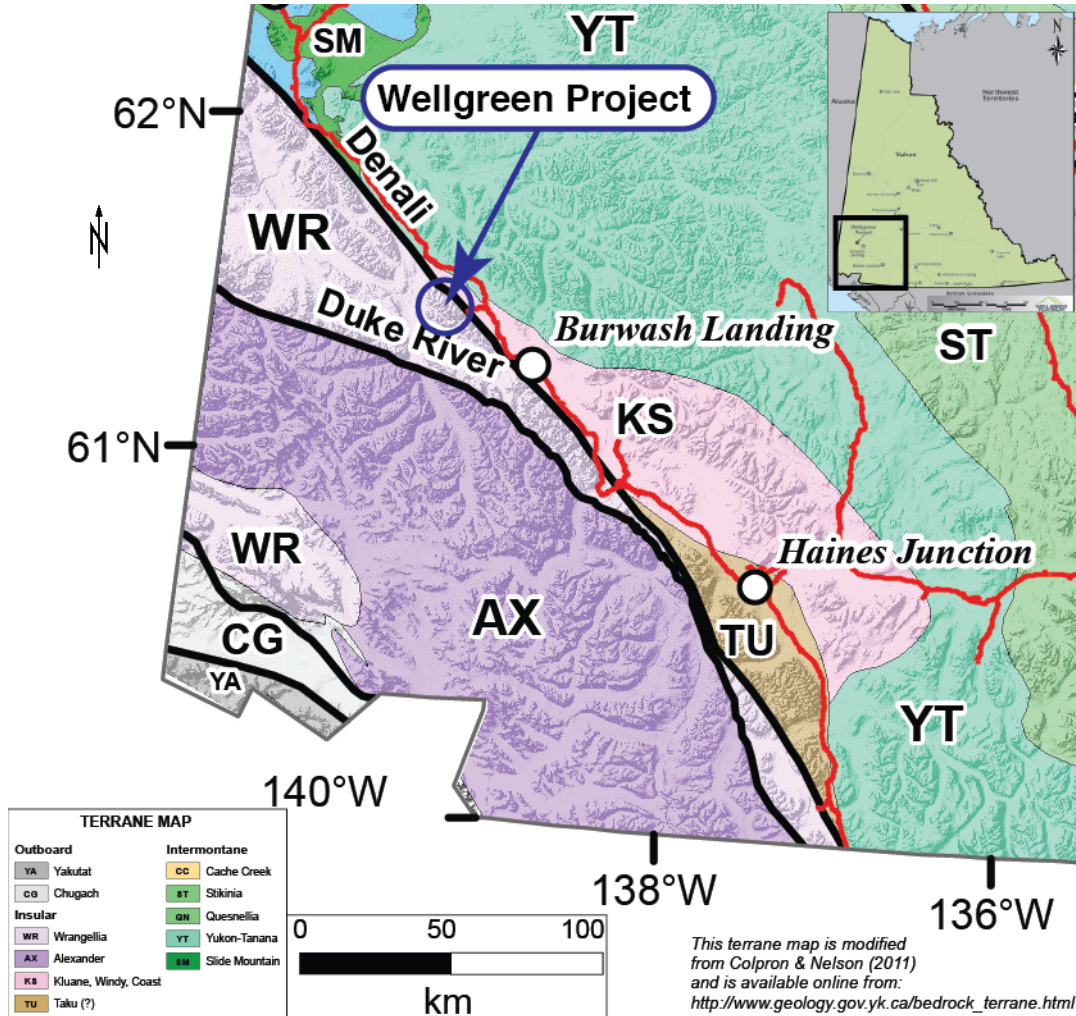 SM
YT
Wellgreen Project
62°N
Denali
N
WR
Duke River
Burwash Landing
ST
KS
61°N
Haines Junction
WR
AX
CG
TU
YA
YT
140°W
138°W
136°W
N
Alaska
Northwest
Territories
Yukon
Wellgreen
Project
British Columbia
TERRANE MAP
Outboard
YA Yakutat
CG Chugach
Insular
WR Wrangellia
AX Alexander
KS Kluane, Windy, Coast
TU Taku (?)
Intermontane
CC Cache Creek
ST Stikinia
QN Quesnellia
YT Yukon-Tanana
SM Slide Mountain
0 50 100
km
This terrane map is modified
from Colpron & Nelson (2011)
and is available online from:
http://www.geology.gov.yk.ca/bedrock_terrane.html